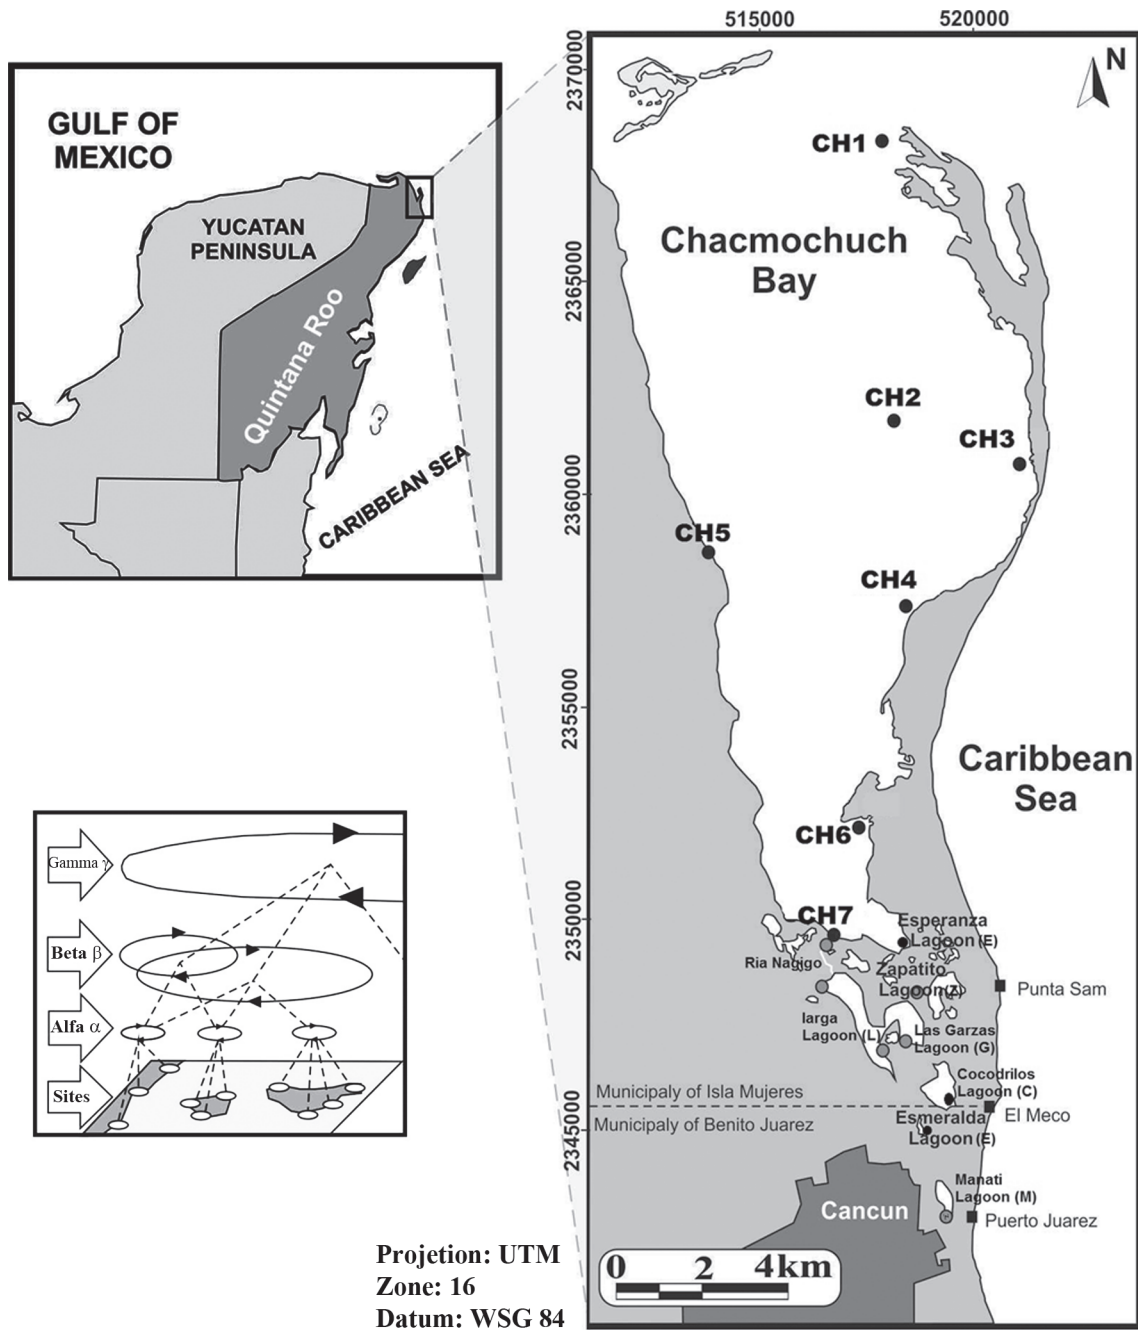 GULF OF
MEXICO
YUCATAN
PENINSULA
Quintana Roo
CARIBBEAN SEA
Gamma γ
Beta β
Alfa α
Sites
Projetion: UTM
Zone: 16
Datum: WSG 84
515000
520000
2370000
2365000
2360000
2355000
2350000
2345000
N
CH1
Chacmochuch
Bay
CH2
CH3
CH5
CH4
Caribbean
Sea
CH6
CH7
Esperanza
Lagoon (E)
Ria Nagigo
Zapatito
Lagoon (Z)
Punta Sam
larga
Lagoon (L)
Las Garzas
Lagoon (G)
Cocodrilos
Lagoon (C)
Municipaly of Isla Mujeres
El Meco
Municipaly of Benito Juarez
Esmeralda
Lagoon (E)
Manati
Lagoon (M)
Cancun
Puerto Juarez
0 2 4km